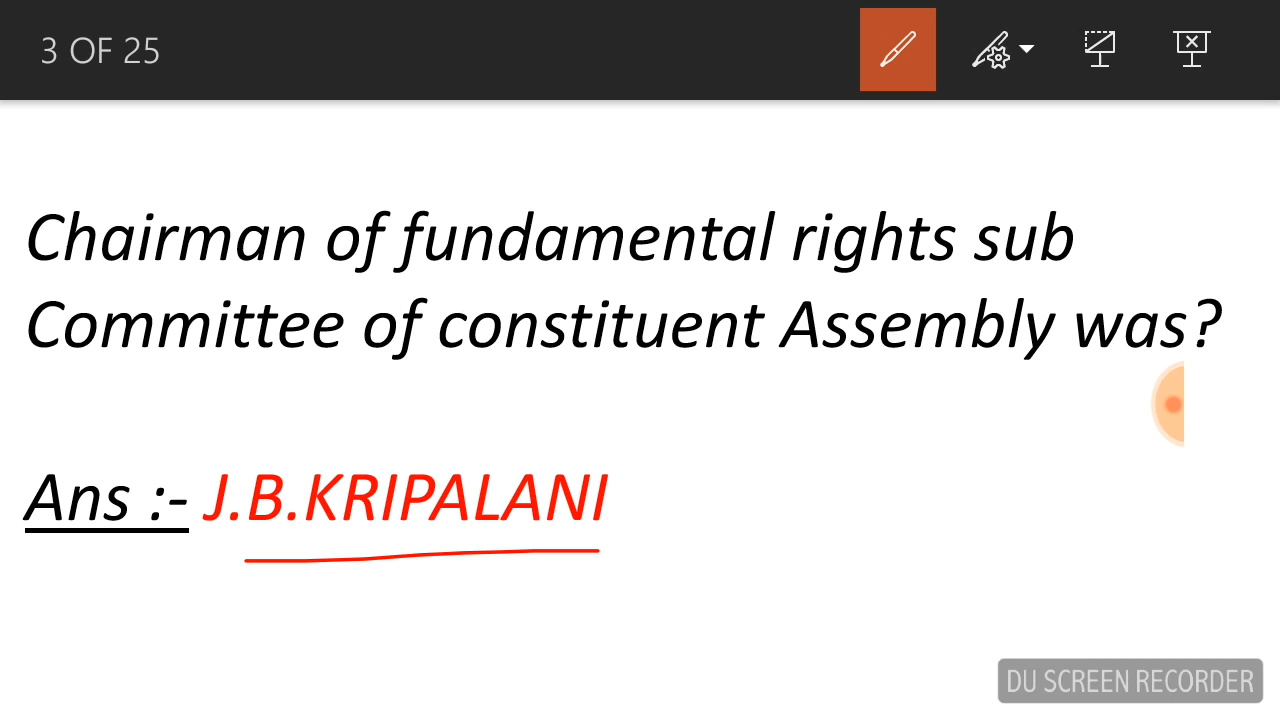 3 OF 25
Chairman of fundamental rights sub
Committee of constituent Assembly was?
Ans :- J.B.KRIPALANI
DU SCREEN RECORDER